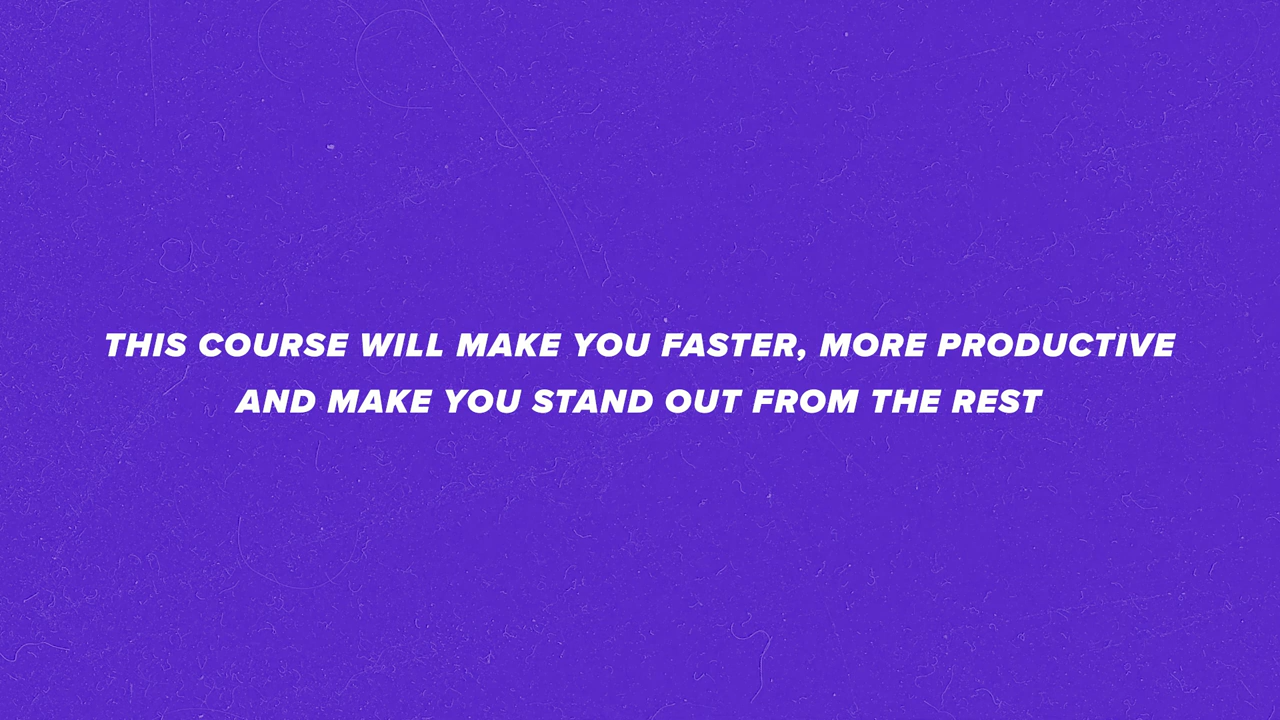 THIS COURSE WILL MAKE YOU FASTER, MORE PRODUCTIVE
AND MAKE YOU STAND OUT FROM THE REST